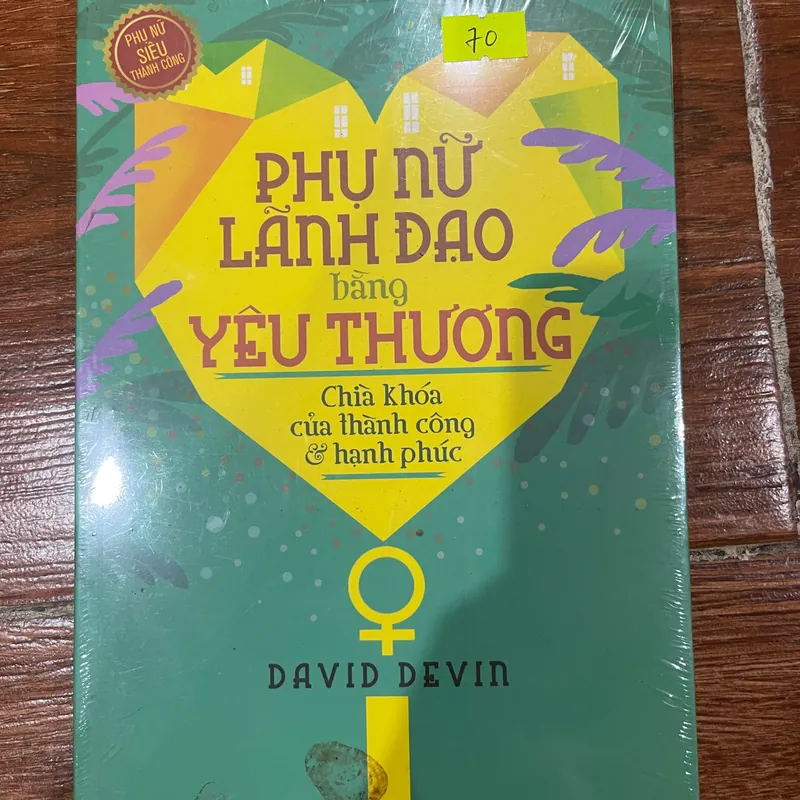 PHỤ NỮ
SIÊU
THÀNH CÔNG
70
PHỤ NỮ
LÃNH ĐẠO
bằng
YÊU THƯƠNG
Chìa khóa
của thành công
& hạnh phúc
DAVID DEVIN